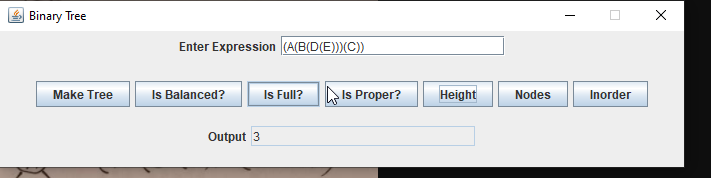 Binary Tree
Enter Expression (A(B(D(E)))(C))
Make Tree Is Balanced? Is Full? Is Proper? Height Nodes Inorder
Output 3